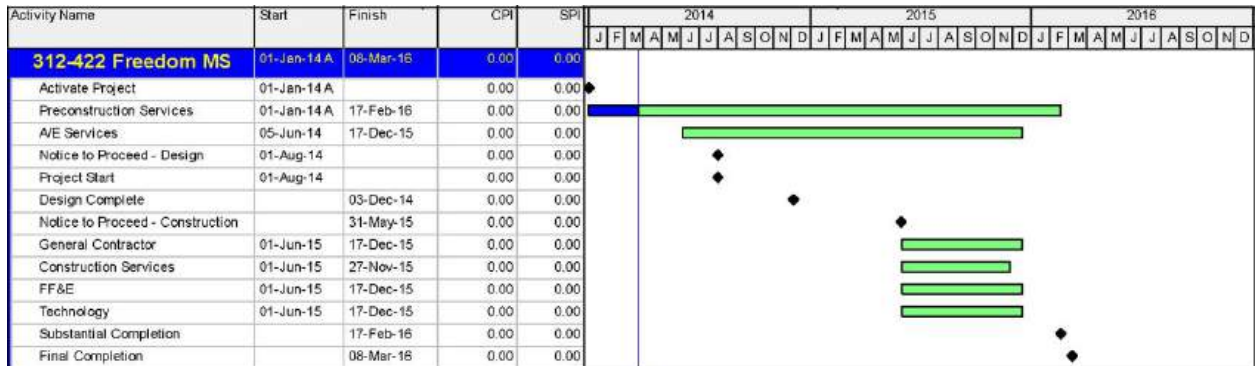 Activity Name Start Finish CPI SPI 2014 2015 2016
J F M A M J J A S O N D J F M A M J J A S O N D J F M A M J J A S O N D
312-422 Freedom MS 01-Jan-14 A 08-Mar-16 0.00 0.00
Activate Project 01-Jan-14 A 0.00 0.00
Preconstruction Services 01-Jan-14 A 17-Feb-16 0.00 0.00
A/E Services 05-Jun-14 17-Dec-15 0.00 0.00
Notice to Proceed - Design 01-Aug-14 0.00 0.00
Project Start 01-Aug-14 0.00 0.00
Design Complete 03-Dec-14 0.00 0.00
Notice to Proceed - Construction 31-May-15 0.00 0.00
General Contractor 01-Jun-15 17-Dec-15 0.00 0.00
Construction Services 01-Jun-15 27-Nov-15 0.00 0.00
FF&E 01-Jun-15 17-Dec-15 0.00 0.00
Technology 01-Jun-15 17-Dec-15 0.00 0.00
Substantial Completion 17-Feb-16 0.00 0.00
Final Completion 08-Mar-16 0.00 0.00